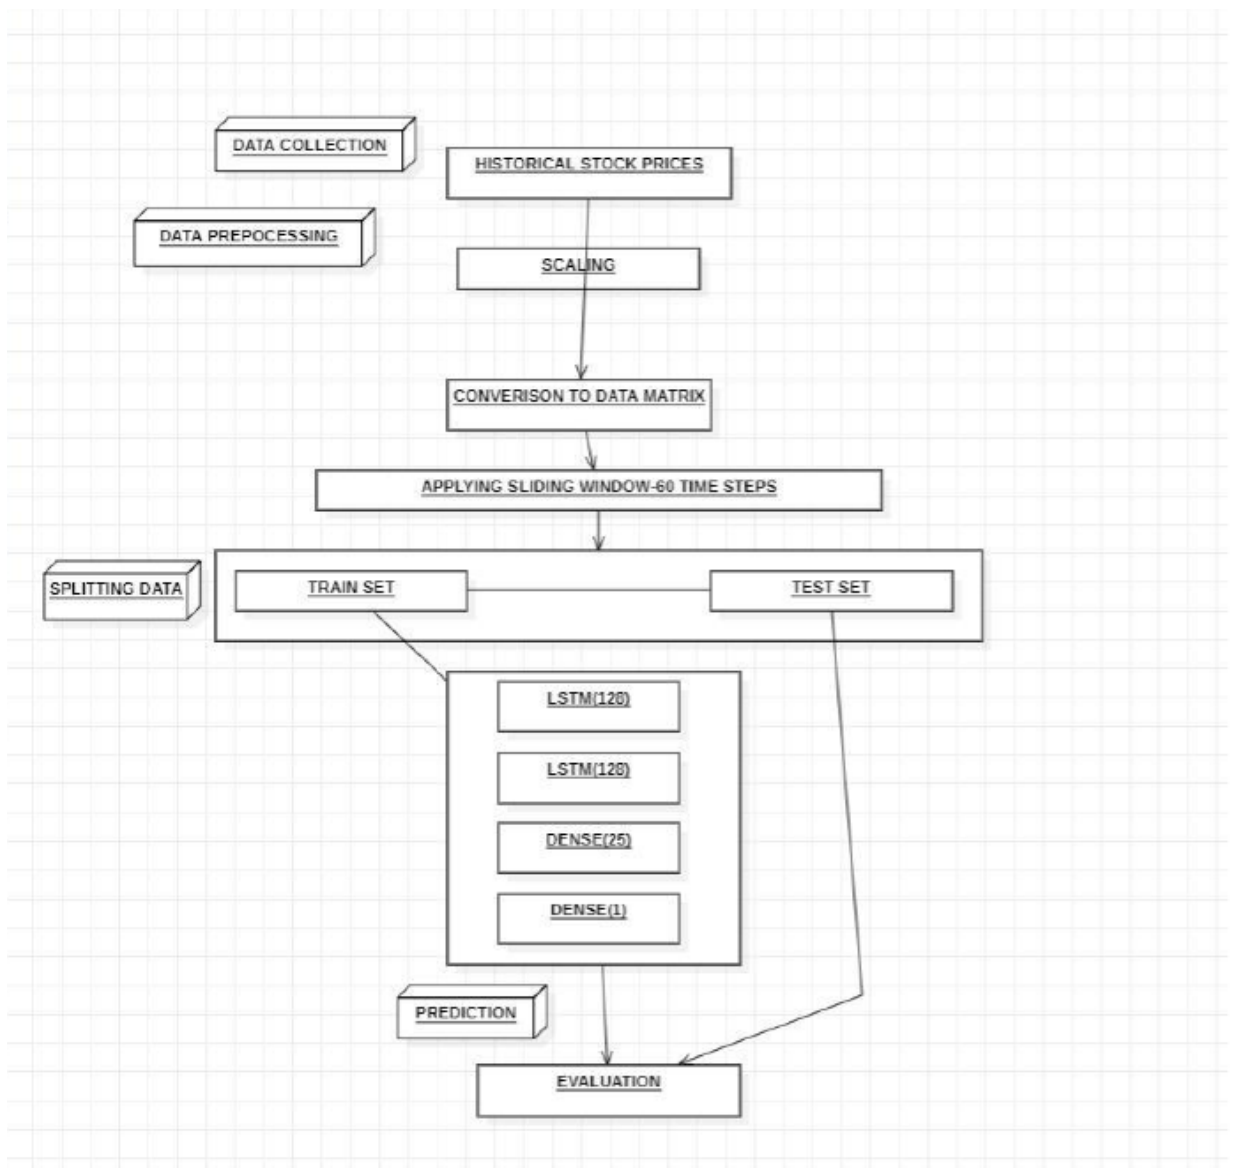 DATA COLLECTION
HISTORICAL STOCK PRICES
DATA PREPOCESSING
SCALING
CONVERISON TO DATA MATRIX
APPLYING SLIDING WINDOW-60 TIME STEPS
SPLITTING DATA
TRAIN SET
TEST SET
LSTM(128)
LSTM(128)
DENSE(25)
DENSE(1)
PREDICTION
EVALUATION